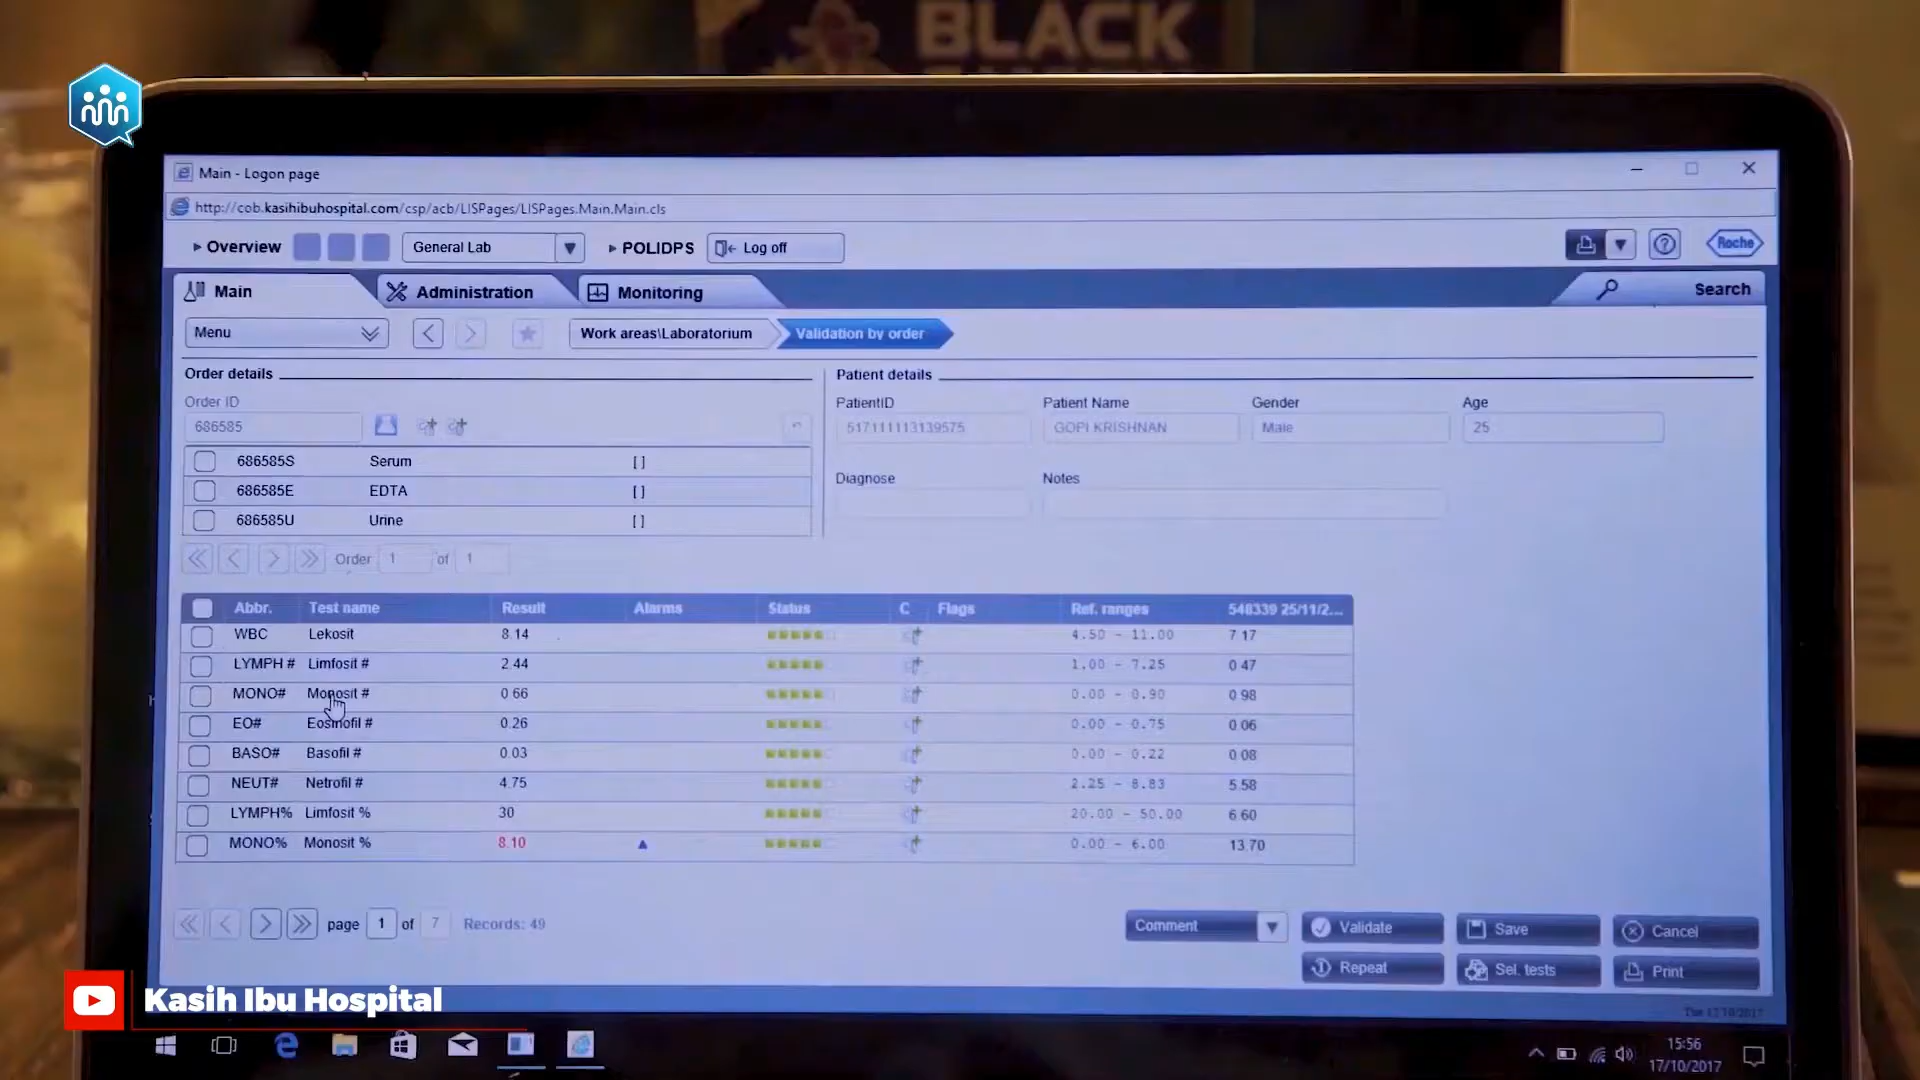 BLACK
Main - Logon page
http://cob.kasihibuhospital.com/csp/acb/LISPages/LISPages.Main.Main.cls
Overview General Lab POLIDPS Log off Roche
Main Administration Monitoring Search
Menu Work areas\Laboratorium Validation by order
Order details Patient details
Order ID PatientID Patient Name Gender Age
686585 517111113139575 GOPI KRISHNAN Male 25
686585S Serum [ ]
686585E EDTA [ ]
686585U Urine [ ]
Diagnose Notes
Order 1 of 1
Abbr. Test name Result Alarms Status C Flags Ref. ranges 548339 25/11/2...
WBC Lekosit 8.14 4.50 - 11.00 7.17
LYMPH # Limfosit # 2.44 1.00 - 7.25 0.47
MONO# Monosit # 0.66 0.00 - 0.90 0.98
EO# Eosinofil # 0.26 0.00 - 0.75 0.06
BASO# Basofil # 0.03 0.00 - 0.22 0.08
NEUT# Netrofil # 4.75 2.25 - 8.83 5.58
LYMPH% Limfosit % 30 20.00 - 50.00 6.60
MONO% Monosit % 8.10 0.00 - 6.00 13.70
page 1 of 7 Records: 49
Comment Validate Save Cancel
Repeat Sel. tests Print
Kasih Ibu Hospital
Tue 17/10/2017
15:56
17/10/2017